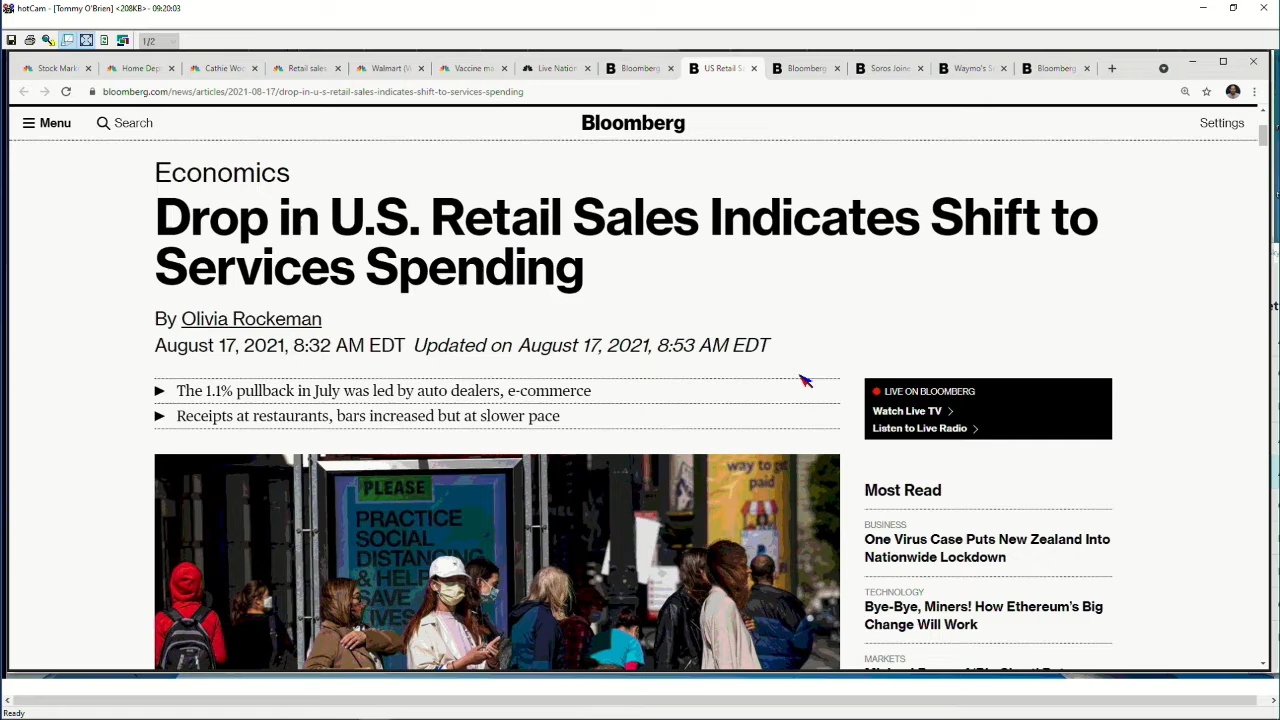 hotCam - [Tommy O'Brien] <208KB> - 09:20:03
1/2
Stock Mark
Home Dep
Cathie Woo
Retail sales
Walmart (W
Vaccine ma
Live Nation
Bloomberg
US Retail Sa
Bloomberg
Soros Joine
Waymo's S
Bloomberg
bloomberg.com/news/articles/2021-08-17/drop-in-u-s-retail-sales-indicates-shift-to-services-spending
Menu Search Bloomberg Settings
Economics
Drop in U.S. Retail Sales Indicates Shift to
Services Spending
By Olivia Rockeman
August 17, 2021, 8:32 AM EDT Updated on August 17, 2021, 8:53 AM EDT
The 1.1% pullback in July was led by auto dealers, e-commerce
Receipts at restaurants, bars increased but at slower pace
LIVE ON BLOOMBERG
Watch Live TV
Listen to Live Radio
PLEASE
PRACTICE
SOCIAL
DISTANCING
& HELP
SAVE
LIVES
way to get
paid
Most Read
BUSINESS
One Virus Case Puts New Zealand Into
Nationwide Lockdown
TECHNOLOGY
Bye-Bye, Miners! How Ethereum's Big
Change Will Work
MARKETS
Ready